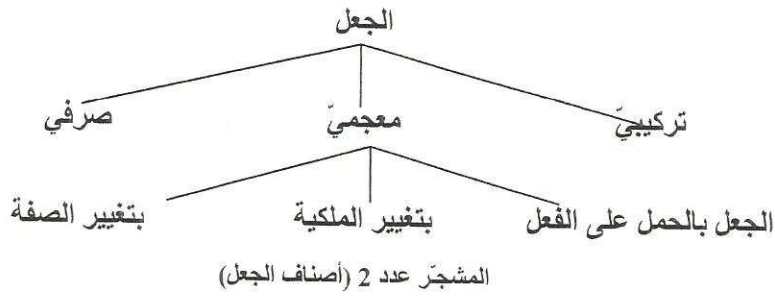 الجعل
تركيبيّ معجميّ صرفي
الجعل بالحمل على الفعل بتغيير الملكية بتغيير الصفة
المشجّر عدد 2 (أصناف الجعل)